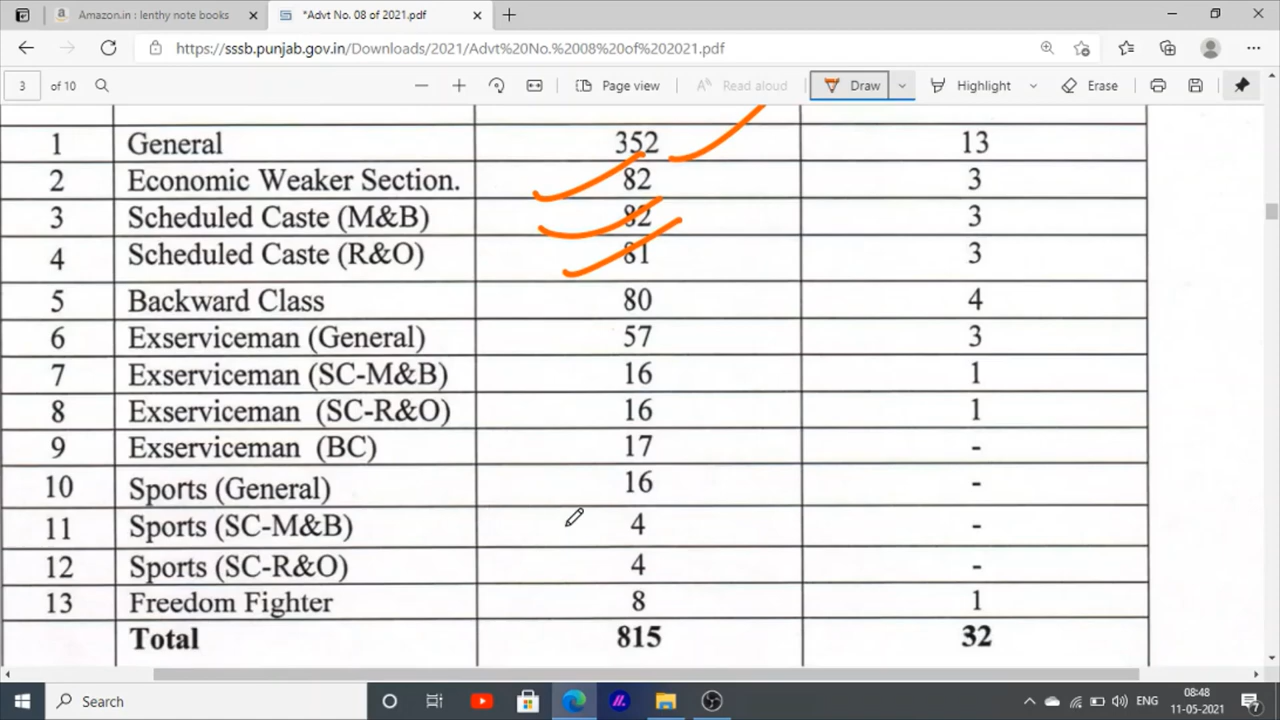 Amazon.in : lenthy note books
*Advt No. 08 of 2021.pdf
https://sssb.punjab.gov.in/Downloads/2021/Advt%20No.%2008%20of%202021.pdf
3 of 10 Page view Read aloud Draw Highlight Erase
1 General 352 13
2 Economic Weaker Section. 82 3
3 Scheduled Caste (M&B) 82 3
4 Scheduled Caste (R&O) 81 3
5 Backward Class 80 4
6 Exserviceman (General) 57 3
7 Exserviceman (SC-M&B) 16 1
8 Exserviceman (SC-R&O) 16 1
9 Exserviceman (BC) 17 -
10 Sports (General) 16 -
11 Sports (SC-M&B) 4 -
12 Sports (SC-R&O) 4 -
13 Freedom Fighter 8 1
Total 815 32
Search
ENG
08:48
11-05-2021
7